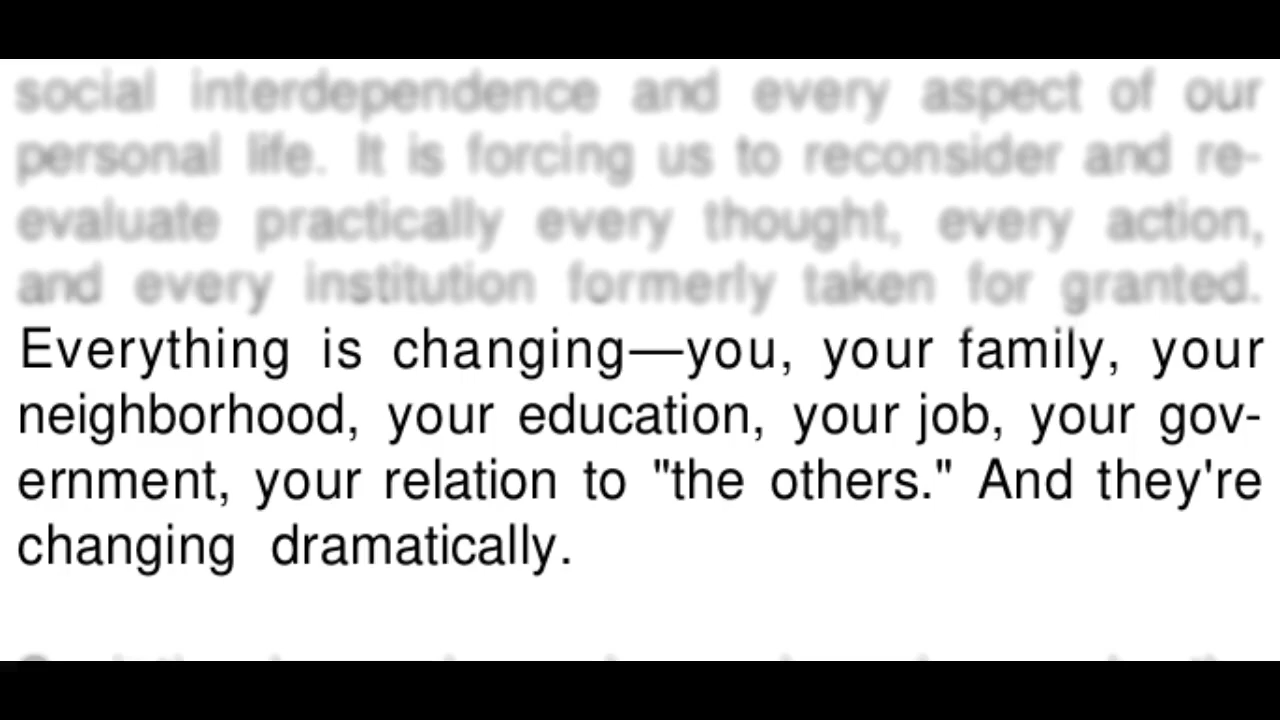 social interdependence and every aspect of our
personal life. It is forcing us to reconsider and re-
evaluate practically every thought, every action,
and every institution formerly taken for granted.
Everything is changing—you, your family, your
neighborhood, your education, your job, your gov-
ernment, your relation to "the others." And they're
changing dramatically.